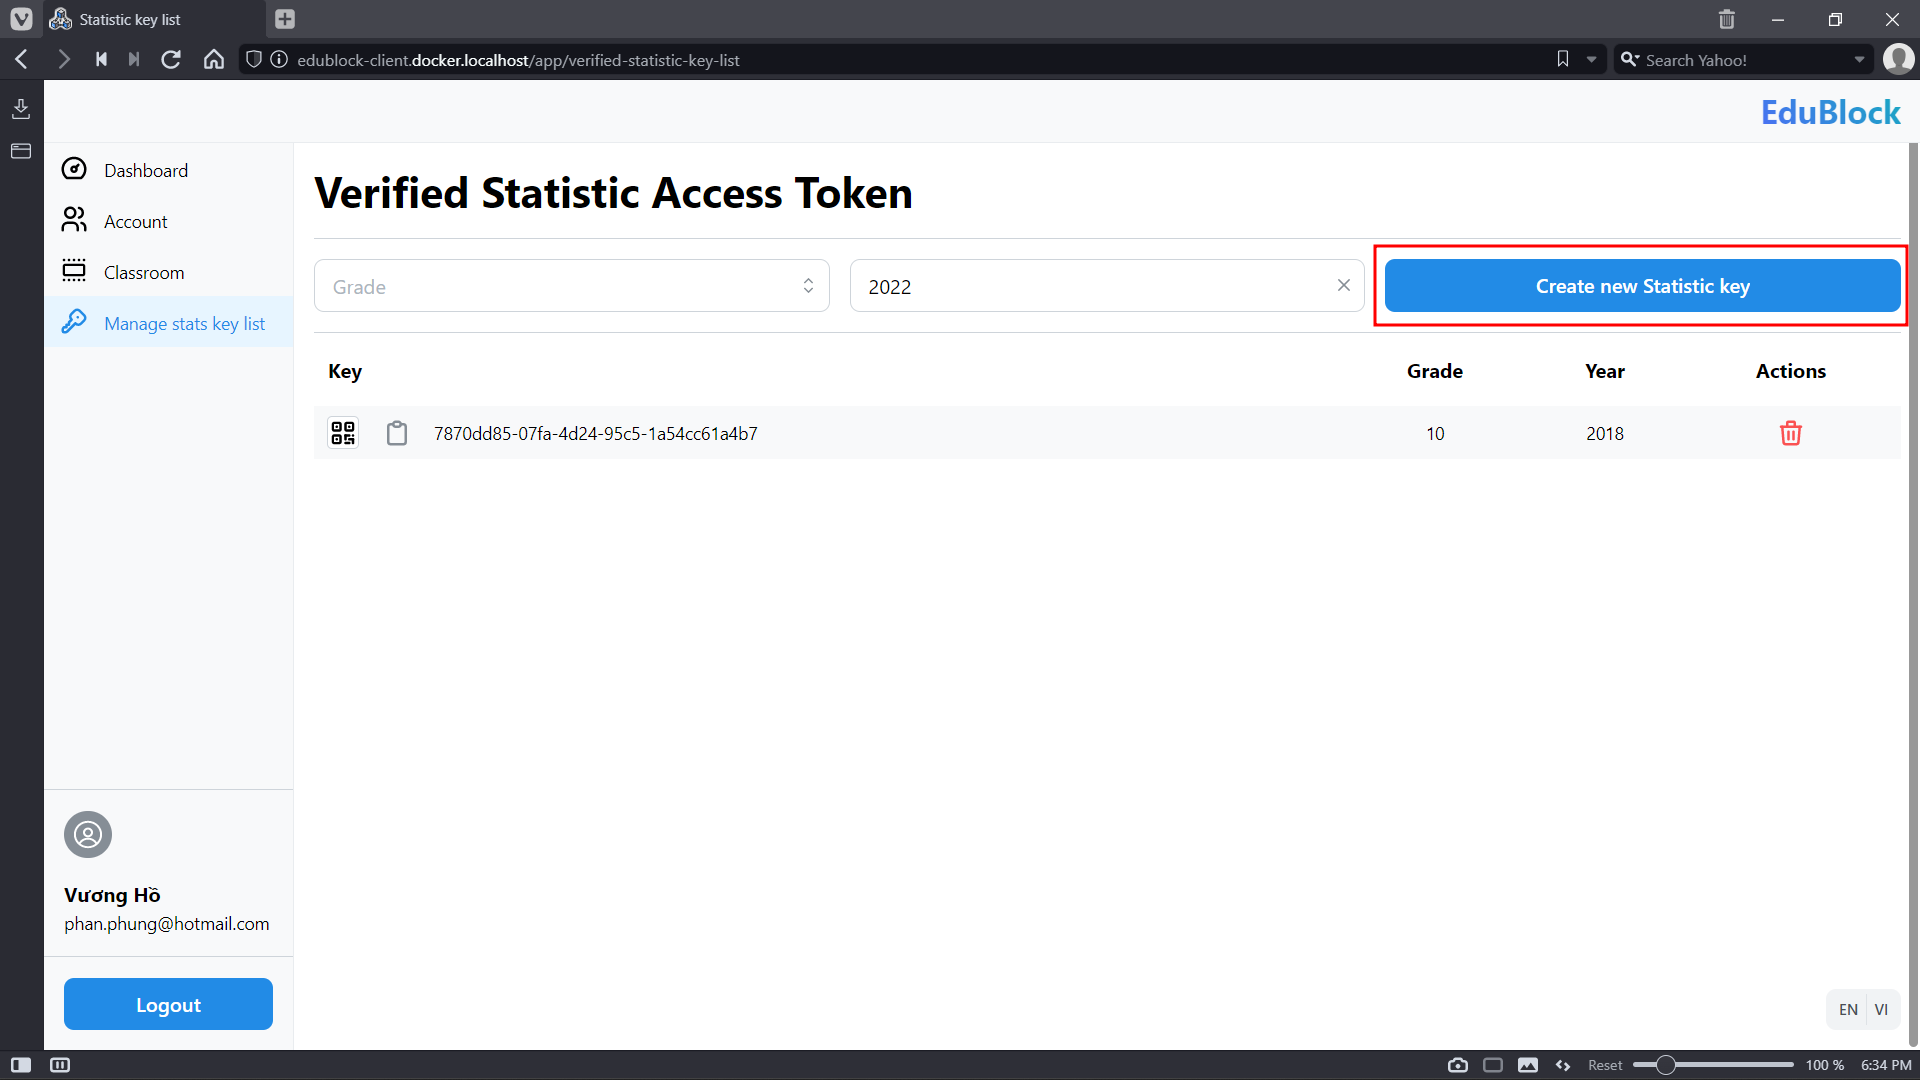 Statistic key list
edublock-client.docker.localhost/app/verified-statistic-key-list
Search Yahoo!
EduBlock
Dashboard
Account
Classroom
Manage stats key list
Verified Statistic Access Token
Grade
2022
Create new Statistic key
Key Grade Year Actions
7870dd85-07fa-4d24-95c5-1a54cc61a4b7 10 2018
Vương Hồ
phan.phung@hotmail.com
Logout
EN VI
Reset 100 % 6:34 PM